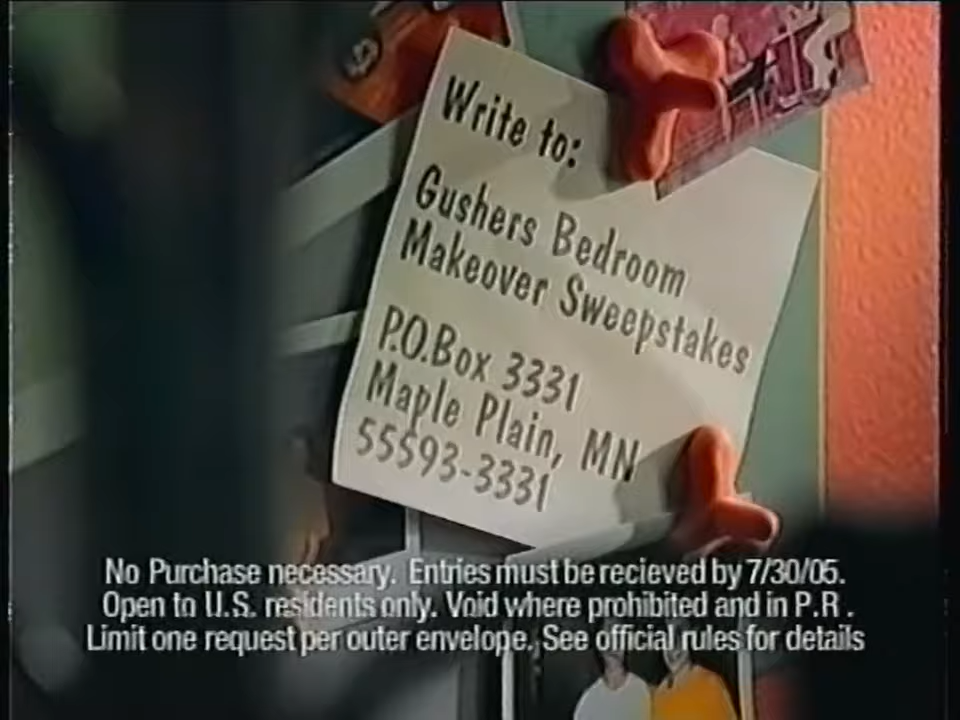 Write to:
Gushers Bedroom
Makeover Sweepstakes
P.O.Box 3331
Maple Plain, MN
55593-3331
No Purchase necessary. Entries must be recieved by 7/30/05.
Open to U.S. residents only. Void where prohibited and in P.R .
Limit one request per outer envelope. See official rules for details